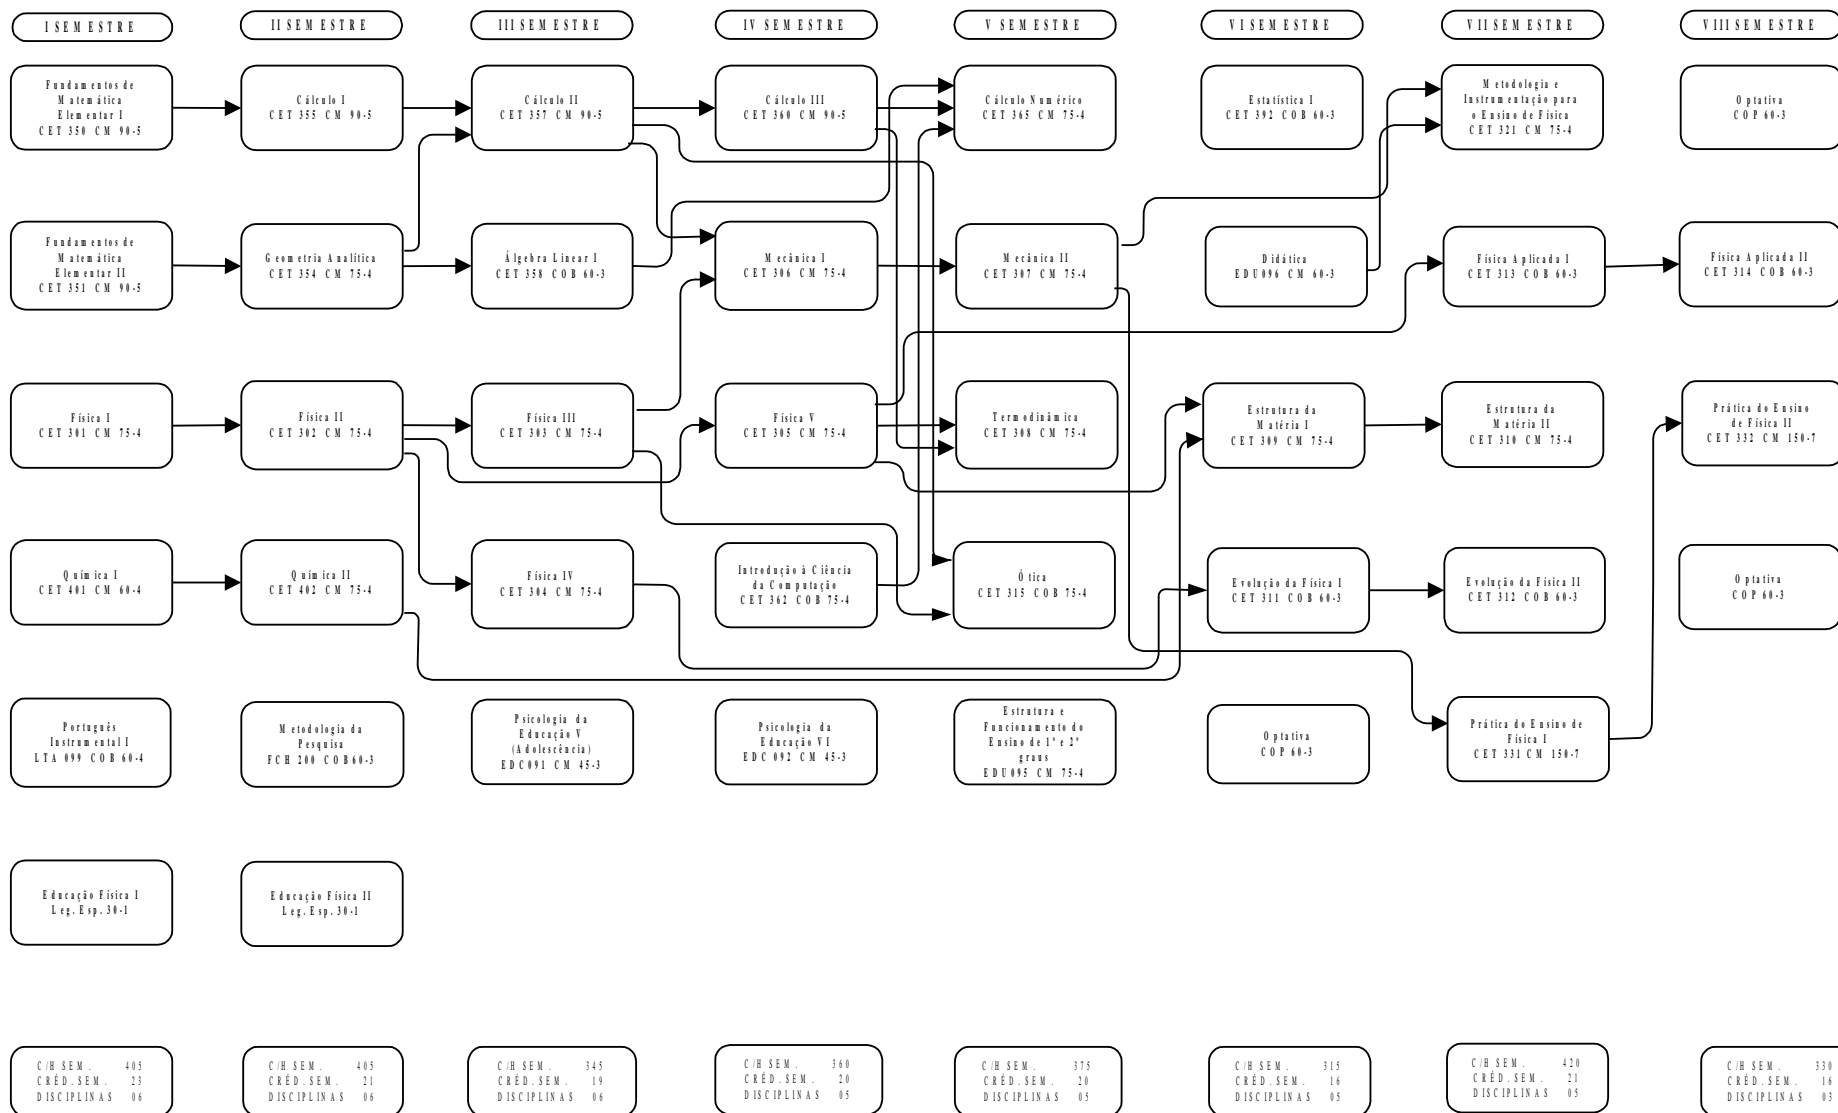 I SEMESTRE
II SEMESTRE
III SEMESTRE
IV SEMESTRE
V SEMESTRE
VI SEMESTRE
VII SEMESTRE
VIII SEMESTRE
Fundamentos de
Matemática
Elementar I
CET 350 CM 90-5
Cálculo I
CET 355 CM 90-5
Cálculo II
CET 357 CM 90-5
Cálculo III
CET 360 CM 90-5
Cálculo Numérico
CET 365 CM 75-4
Estatística I
CET 392 COB 60-3
Metodologia e
Instrumentação para
o Ensino de Física
CET 321 CM 75-4
Optativa
COP 60-3
Fundamentos de
Matemática
Elementar II
CET 351 CM 90-5
Geometria Analítica
CET 354 CM 75-4
Álgebra Linear I
CET 358 COB 60-3
Mecânica I
CET 306 CM 75-4
Mecânica II
CET 307 CM 75-4
Didática
EDU096 CM 60-3
Física Aplicada I
CET 313 COB 60-3
Física Aplicada II
CET 314 COB 60-3
Física I
CET 301 CM 75-4
Física II
CET 302 CM 75-4
Física III
CET 303 CM 75-4
Física V
CET 305 CM 75-4
Termodinâmica
CET 308 CM 75-4
Estrutura da
Matéria I
CET 309 CM 75-4
Estrutura da
Matéria II
CET 310 CM 75-4
Prática do Ensino
de Física II
CET 332 CM 150-7
Química I
CET 401 CM 60-4
Química II
CET 402 CM 75-4
Física IV
CET 304 CM 75-4
Introdução à Ciência
da Computação
CET 362 COB 75-4
Ótica
CET 315 COB 75-4
Evolução da Física I
CET 311 COB 60-3
Evolução da Física II
CET 312 COB 60-3
Optativa
COP 60-3
Português
Instrumental I
LTA 099 COB 60-4
Metodologia da
Pesquisa
FCH 200 COB60-3
Psicologia da
Educação V
(Adolescência)
EDC091 CM 45-3
Psicologia da
Educação VI
EDC 092 CM 45-3
Estrutura e
Funcionamento do
Ensino de 1º e 2º
graus
EDU095 CM 75-4
Optativa
COP 60-3
Prática do Ensino de
Física I
CET 331 CM 150-7
Educação Física I
Leg. Esp. 30-1
Educação Física II
Leg. Esp. 30-1
C/H SEM. 405
CRÉD.SEM. 23
DISCIPLINAS 06
C/H SEM. 405
CRÉD.SEM. 21
DISCIPLINAS 06
C/H SEM. 345
CRÉD.SEM. 19
DISCIPLINAS 06
C/H SEM. 360
CRÉD.SEM. 20
DISCIPLINAS 05
C/H SEM. 375
CRÉD.SEM. 20
DISCIPLINAS 05
C/H SEM. 315
CRÉD.SEM. 16
DISCIPLINAS 05
C/H SEM. 420
CRÉD.SEM. 21
DISCIPLINAS 05
C/H SEM. 330
CRÉD.SEM. 16
DISCIPLINAS 03